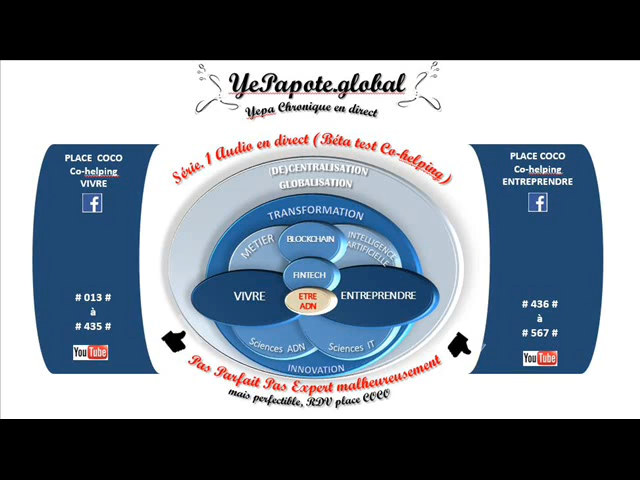 YePapote.global
Yepa Chronique en direct
Série, 1 Audio en direct (Béta test Co-helping)
PLACE COCO
Co-helping
VIVRE
# 013 #
à
# 435 #
YouTube
(DE)CENTRALISATION
GLOBALISATION
TRANSFORMATION
METIER
BLOCKCHAIN
INTELLIGENCE
ARTIFICIELLE
FINTECH
VIVRE
ETRE
ADN
ENTREPRENDRE
Sciences ADN
Sciences IT
INNOVATION
PLACE COCO
Co-helping
ENTREPRENDRE
# 436 #
à
# 567 #
YouTube
Pas Parfait Pas Expert malheureusement
mais perfectible, RDV place COCO